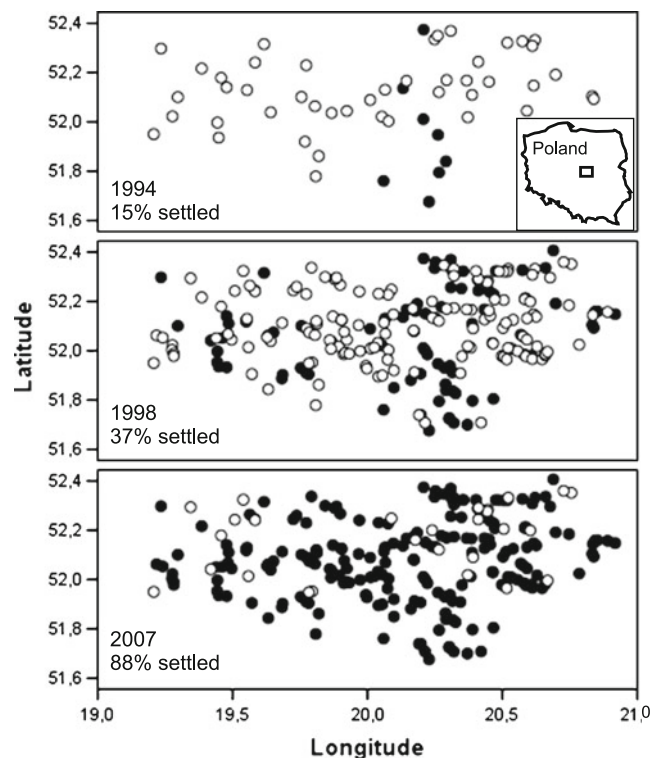 52,4
52,2
52,0
51,8
51,6
Poland
1994
15% settled
52,4
52,2
52,0
51,8
51,6
1998
37% settled
Latitude
52,4
52,2
52,0
51,8
51,6
2007
88% settled
19,0 19,5 20,0 20,5 21,0
Longitude